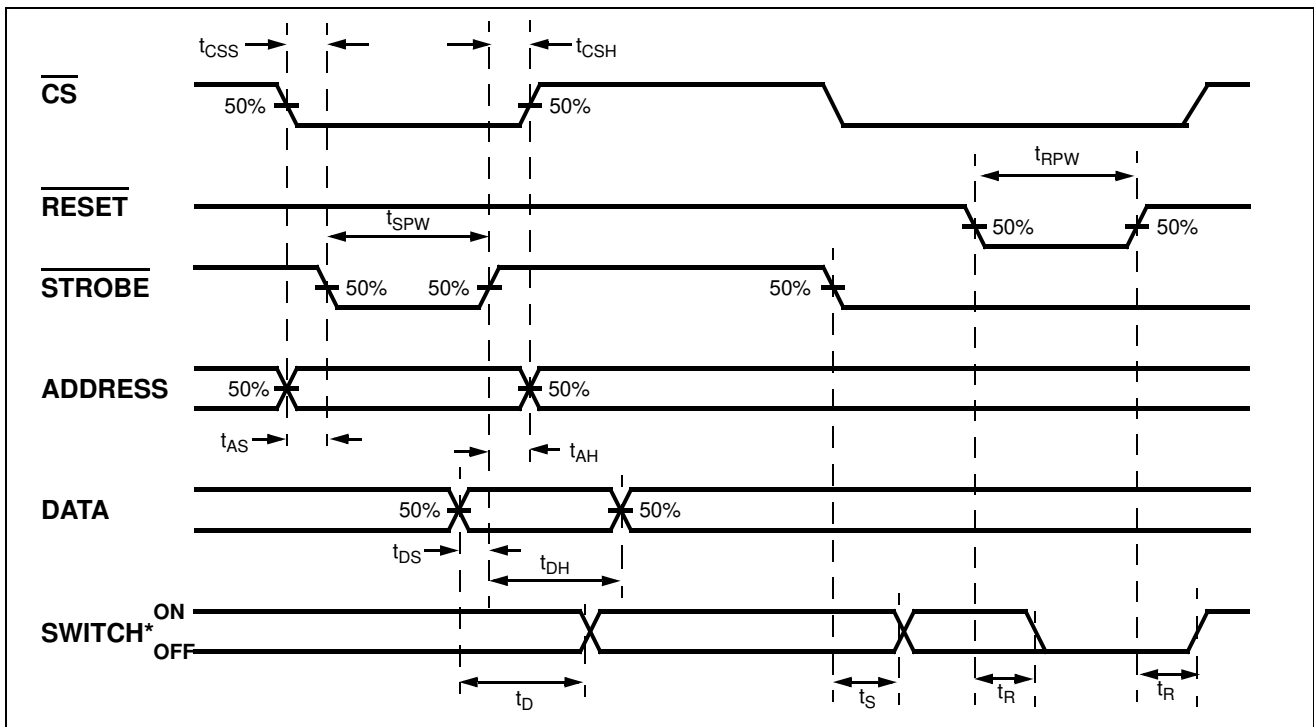 tCSS
tCSH
CS
50%
50%
tRPW
RESET
tSPW
50%
50%
STROBE
50%
50%
50%
ADDRESS
50%
50%
tAS
tAH
DATA
50%
50%
tDS
tDH
ON
SWITCH*
OFF
tD
tS
tR
tR